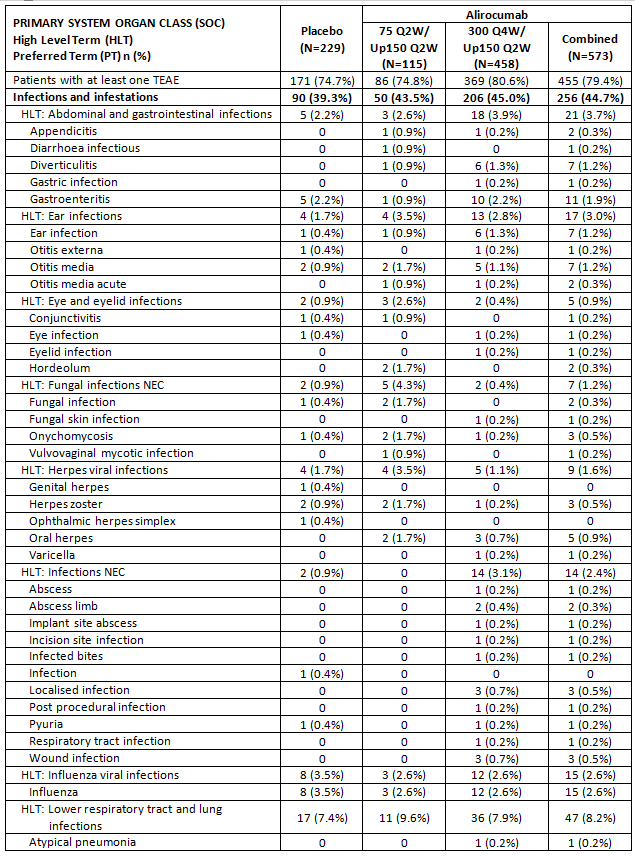 PRIMARY SYSTEM ORGAN CLASS (SOC)
High Level Term (HLT)
Preferred Term (PT) n (%)
Placebo
(N=229)
Alirocumab
75 Q2W/
Up150 Q2W
(N=115)
300 Q4W/
Up150 Q2W
(N=458)
Combined
(N=573)
Patients with at least one TEAE 171 (74.7%) 86 (74.8%) 369 (80.6%) 455 (79.4%)
Infections and infestations 90 (39.3%) 50 (43.5%) 206 (45.0%) 256 (44.7%)
HLT: Abdominal and gastrointestinal infections 5 (2.2%) 3 (2.6%) 18 (3.9%) 21 (3.7%)
Appendicitis 0 1 (0.9%) 1 (0.2%) 2 (0.3%)
Diarrhoea infectious 0 1 (0.9%) 0 1 (0.2%)
Diverticulitis 0 1 (0.9%) 6 (1.3%) 7 (1.2%)
Gastric infection 0 0 1 (0.2%) 1 (0.2%)
Gastroenteritis 5 (2.2%) 1 (0.9%) 10 (2.2%) 11 (1.9%)
HLT: Ear infections 4 (1.7%) 4 (3.5%) 13 (2.8%) 17 (3.0%)
Ear infection 1 (0.4%) 1 (0.9%) 6 (1.3%) 7 (1.2%)
Otitis externa 1 (0.4%) 0 1 (0.2%) 1 (0.2%)
Otitis media 2 (0.9%) 2 (1.7%) 5 (1.1%) 7 (1.2%)
Otitis media acute 0 1 (0.9%) 1 (0.2%) 2 (0.3%)
HLT: Eye and eyelid infections 2 (0.9%) 3 (2.6%) 2 (0.4%) 5 (0.9%)
Conjunctivitis 1 (0.4%) 1 (0.9%) 0 1 (0.2%)
Eye infection 1 (0.4%) 0 1 (0.2%) 1 (0.2%)
Eyelid infection 0 0 1 (0.2%) 1 (0.2%)
Hordeolum 0 2 (1.7%) 0 2 (0.3%)
HLT: Fungal infections NEC 2 (0.9%) 5 (4.3%) 2 (0.4%) 7 (1.2%)
Fungal infection 1 (0.4%) 2 (1.7%) 0 2 (0.3%)
Fungal skin infection 0 0 1 (0.2%) 1 (0.2%)
Onychomycosis 1 (0.4%) 2 (1.7%) 1 (0.2%) 3 (0.5%)
Vulvovaginal mycotic infection 0 1 (0.9%) 0 1 (0.2%)
HLT: Herpes viral infections 4 (1.7%) 4 (3.5%) 5 (1.1%) 9 (1.6%)
Genital herpes 1 (0.4%) 0 0 0
Herpes zoster 2 (0.9%) 2 (1.7%) 1 (0.2%) 3 (0.5%)
Ophthalmic herpes simplex 1 (0.4%) 0 0 0
Oral herpes 0 2 (1.7%) 3 (0.7%) 5 (0.9%)
Varicella 0 0 1 (0.2%) 1 (0.2%)
HLT: Infections NEC 2 (0.9%) 0 14 (3.1%) 14 (2.4%)
Abscess 0 0 1 (0.2%) 1 (0.2%)
Abscess limb 0 0 2 (0.4%) 2 (0.3%)
Implant site abscess 0 0 1 (0.2%) 1 (0.2%)
Incision site infection 0 0 1 (0.2%) 1 (0.2%)
Infected bites 0 0 1 (0.2%) 1 (0.2%)
Infection 1 (0.4%) 0 0 0
Localised infection 0 0 3 (0.7%) 3 (0.5%)
Post procedural infection 0 0 1 (0.2%) 1 (0.2%)
Pyuria 1 (0.4%) 0 1 (0.2%) 1 (0.2%)
Respiratory tract infection 0 0 1 (0.2%) 1 (0.2%)
Wound infection 0 0 3 (0.7%) 3 (0.5%)
HLT: Influenza viral infections 8 (3.5%) 3 (2.6%) 12 (2.6%) 15 (2.6%)
Influenza 8 (3.5%) 3 (2.6%) 12 (2.6%) 15 (2.6%)
HLT: Lower respiratory tract and lung
infections 17 (7.4%) 11 (9.6%) 36 (7.9%) 47 (8.2%)
Atypical pneumonia 0 0 1 (0.2%) 1 (0.2%)